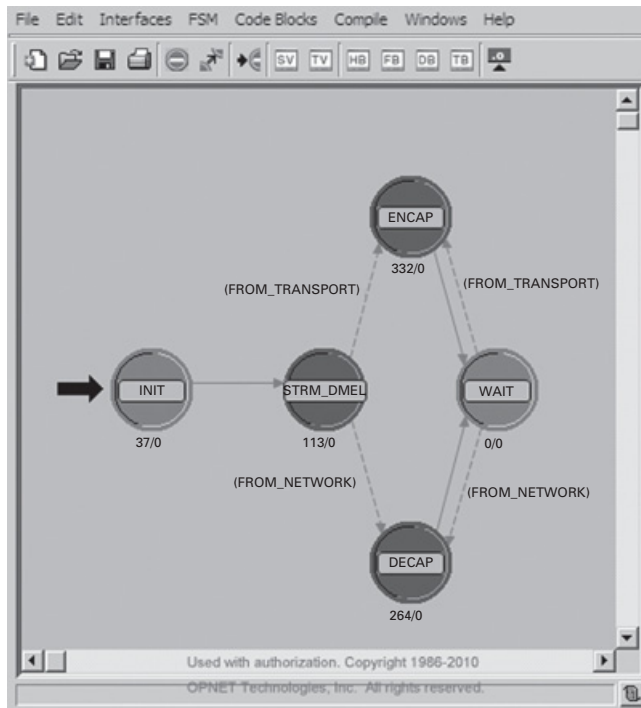 File Edit Interfaces FSM Code Blocks Compile Windows Help
SV TV HB FB DB TB
ENCAP
332/0
(FROM_TRANSPORT)
(FROM_TRANSPORT)
INIT
37/0
STRM_DMEL
113/0
WAIT
0/0
(FROM_NETWORK)
(FROM_NETWORK)
DECAP
264/0
Used with authorization. Copyright 1986-2010
OPNET Technologies, Inc. All rights reserved.